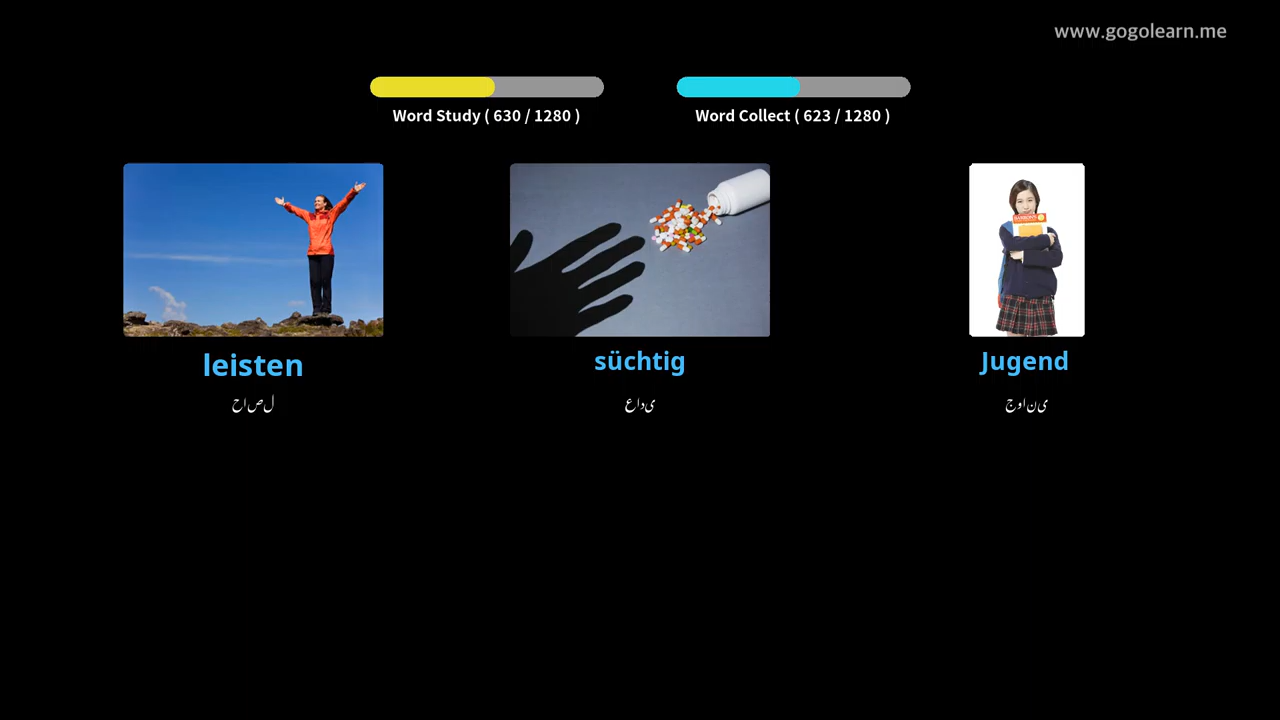 www.gogolearn.me
Word Study ( 630 / 1280 )
Word Collect ( 623 / 1280 )
leisten
süchtig
Jugend
حاصل
عادی
جوانی